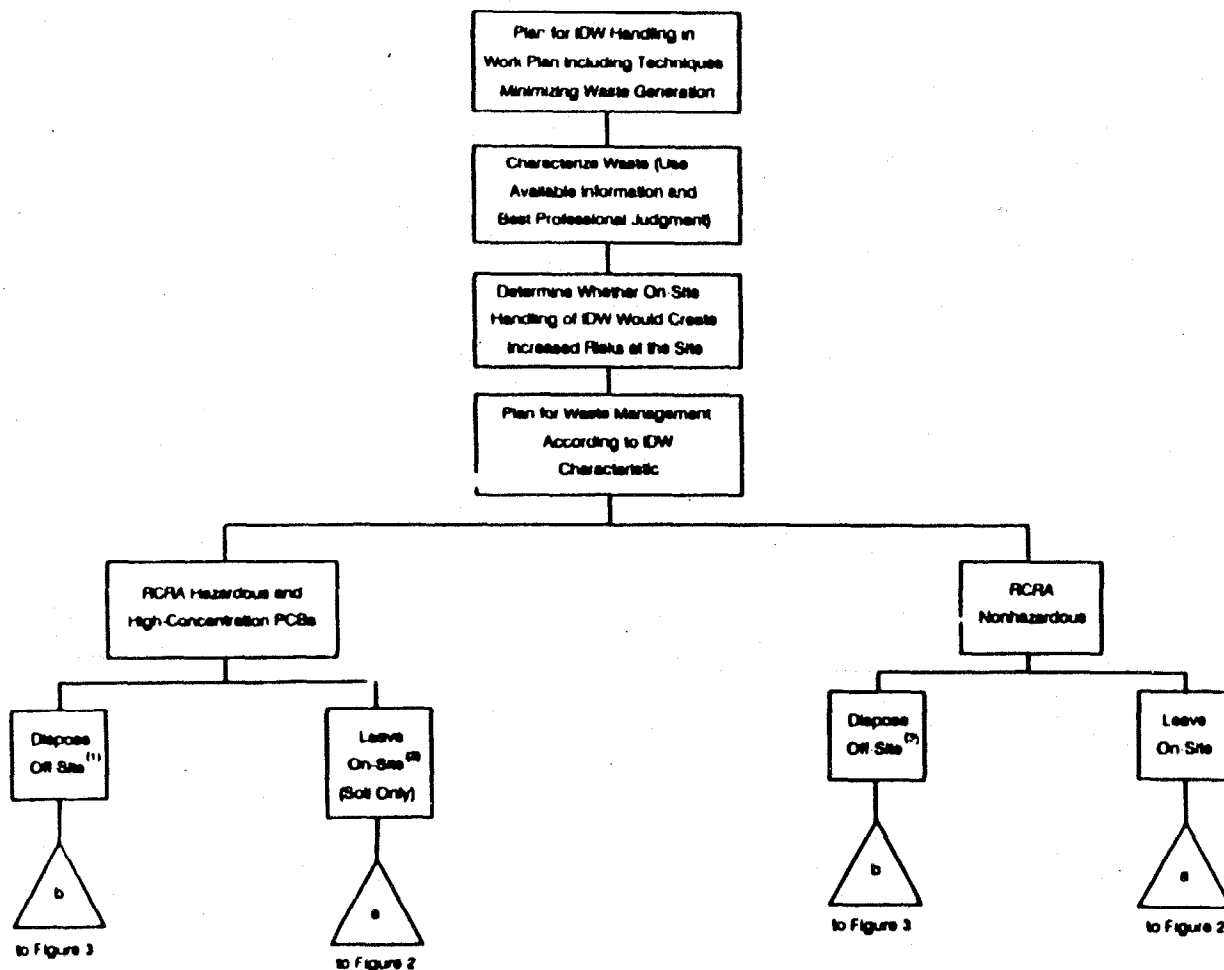 Plan for IDW Handling in
Work Plan Including Techniques
Minimizing Waste Generation
Characterize Waste (Use
Available Information and
Best Professional Judgment)
Determine Whether On-Site
Handling of IDW Would Create
Increased Risks at the Site
Plan for Waste Management
According to IDW
Characteristic
RCRA Hazardous and
High-Concentration PCBs
RCRA
Nonhazardous
Dispose
Off-Site (1)
Leave
On-Site
(Soil Only)
Dispose
Off-Site
Leave
On-Site
b
a
b
a
to Figure 3
to Figure 2
to Figure 3
to Figure 2